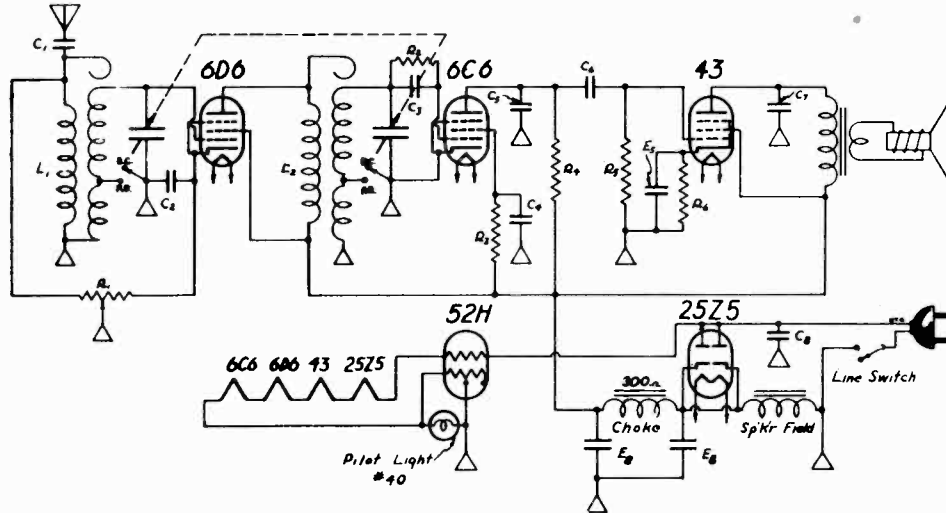 C1
6D6
R2
6C6
C6
43
C3
C5
C7
L1
B.C.
C2
L2
B.C.
R4
R5
E5
R6
C4
R3
R1
52H
25Z5
C8
6C6 6D6 43 25Z5
Line Switch
300Ω
Choke
Sp'kr Field
Pilot Light
#40
E8
E8